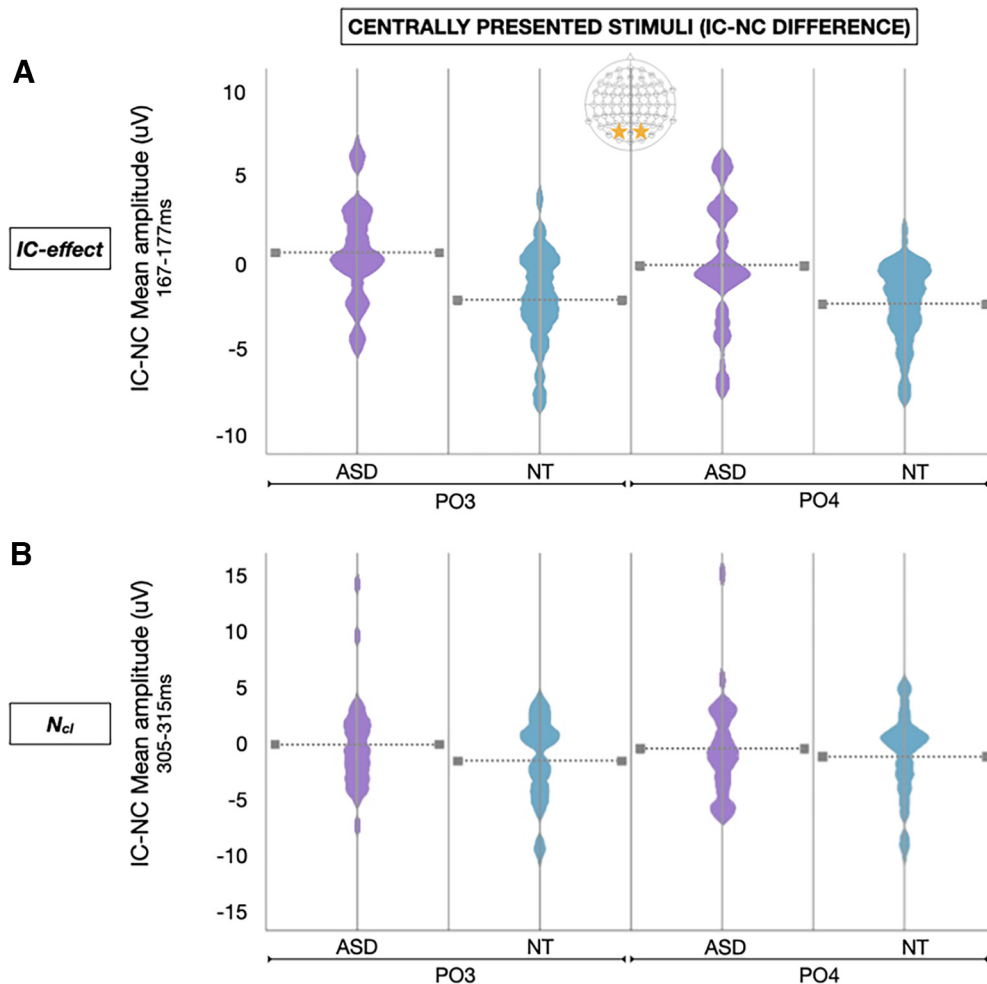 CENTRALLY PRESENTED STIMULI (IC-NC DIFFERENCE)
A
IC-effect
IC-NC Mean amplitude (uV)
167-177ms
10
5
0
-5
-10
ASD
NT
ASD
NT
PO3
PO4
B
Ncl
IC-NC Mean amplitude (uV)
305-315ms
15
10
5
0
-5
-10
-15
ASD
NT
ASD
NT
PO3
PO4